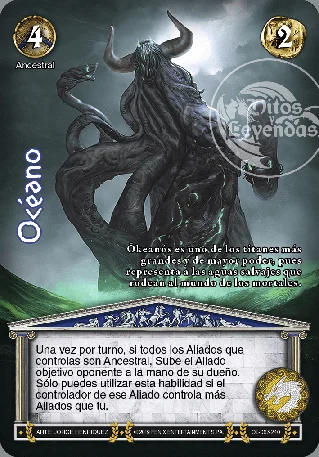 4
2
Ancestral
Mitos y
Leyendas
Océano
Okeanós es uno de los titanes más
grandes y de mayor poder, pues
representa a las aguas salvajes que
rodean al mundo de los mortales.
Una vez por turno, si todos los Aliados que
controlas son Ancestral, Sube el Aliado
objetivo oponente a la mano de su dueño.
Sólo puedes utilizar esta habilidad si el
controlador de ese Aliado controla más
Aliados que tu.